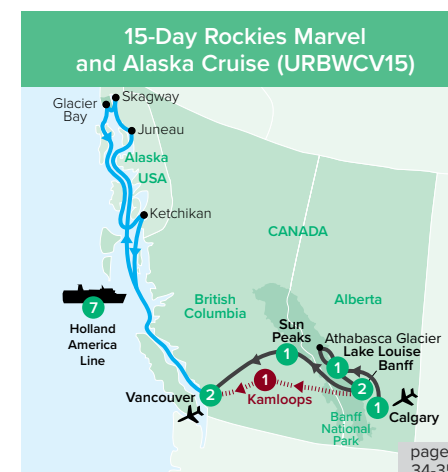 15-Day Rockies Marvel
and Alaska Cruise (URBWCV15)
Skagway
Glacier
Bay
Juneau
Alaska
USA
Ketchikan
CANADA
7
Holland
America
Line
British
Columbia
Alberta
Sun
Peaks
1
Athabasca Glacier
Lake Louise
Banff
1
2
1
1
Kamloops
Vancouver
2
Calgary
Banff
National
Park
page